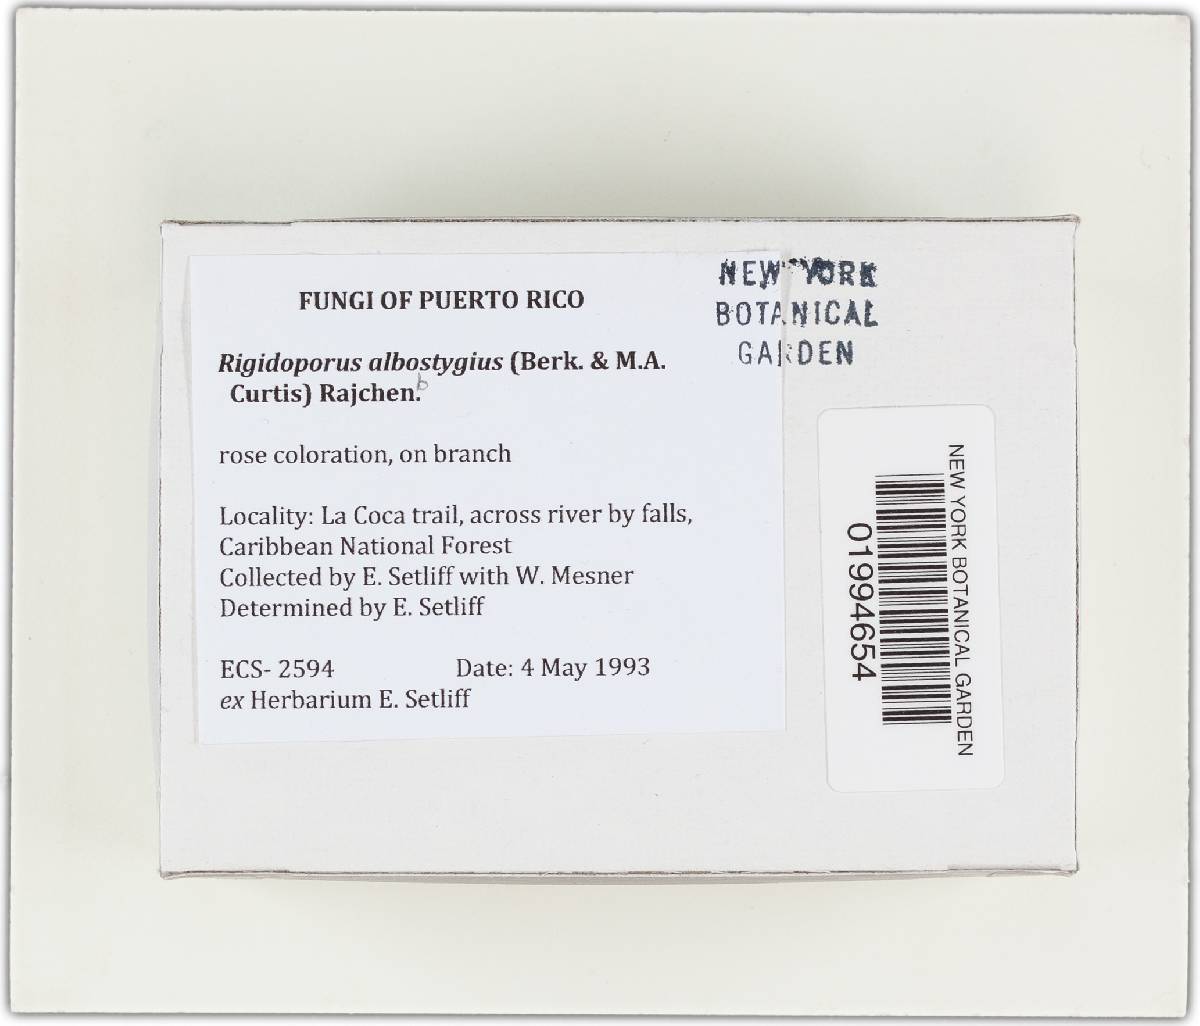 FUNGI OF PUERTO RICO
Rigidoporus albostygius (Berk. & M.A.
Curtis) Rajchen.b
rose coloration, on branch
Locality: La Coca trail, across river by falls,
Caribbean National Forest
Collected by E. Setliff with W. Mesner
Determined by E. Setliff
ECS- 2594 Date: 4 May 1993
ex Herbarium E. Setliff
NEW YORK
BOTANICAL
GARDEN
NEW YORK BOTANICAL GARDEN
01994654